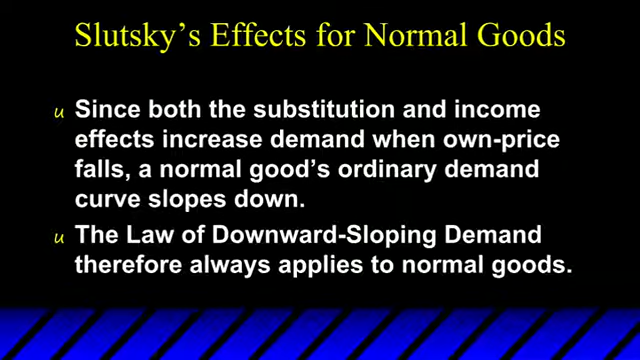 Slutsky's Effects for Normal Goods
u Since both the substitution and income
effects increase demand when own-price
falls, a normal good's ordinary demand
curve slopes down.
u The Law of Downward-Sloping Demand
therefore always applies to normal goods.